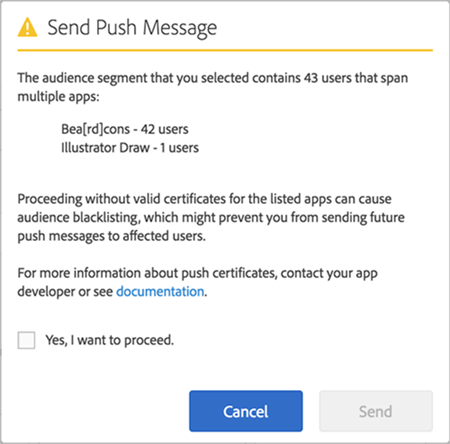 Send Push Message
The audience segment that you selected contains 43 users that span
multiple apps:
Bea[rd]cons - 42 users
Illustrator Draw - 1 users
Proceeding without valid certificates for the listed apps can cause
audience blacklisting, which might prevent you from sending future
push messages to affected users.
For more information about push certificates, contact your app
developer or see documentation.
Yes, I want to proceed.
Cancel
Send